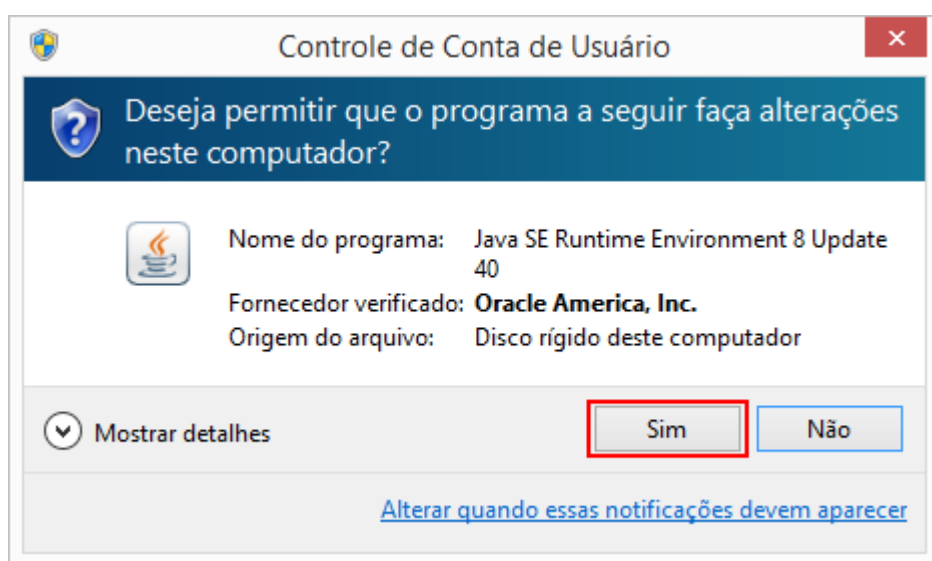 Controle de Conta de Usuário
Deseja permitir que o programa a seguir faça alterações
neste computador?
Nome do programa: Java SE Runtime Environment 8 Update
40
Fornecedor verificado: Oracle America, Inc.
Origem do arquivo: Disco rígido deste computador
Mostrar detalhes Sim Não
Alterar quando essas notificações devem aparecer